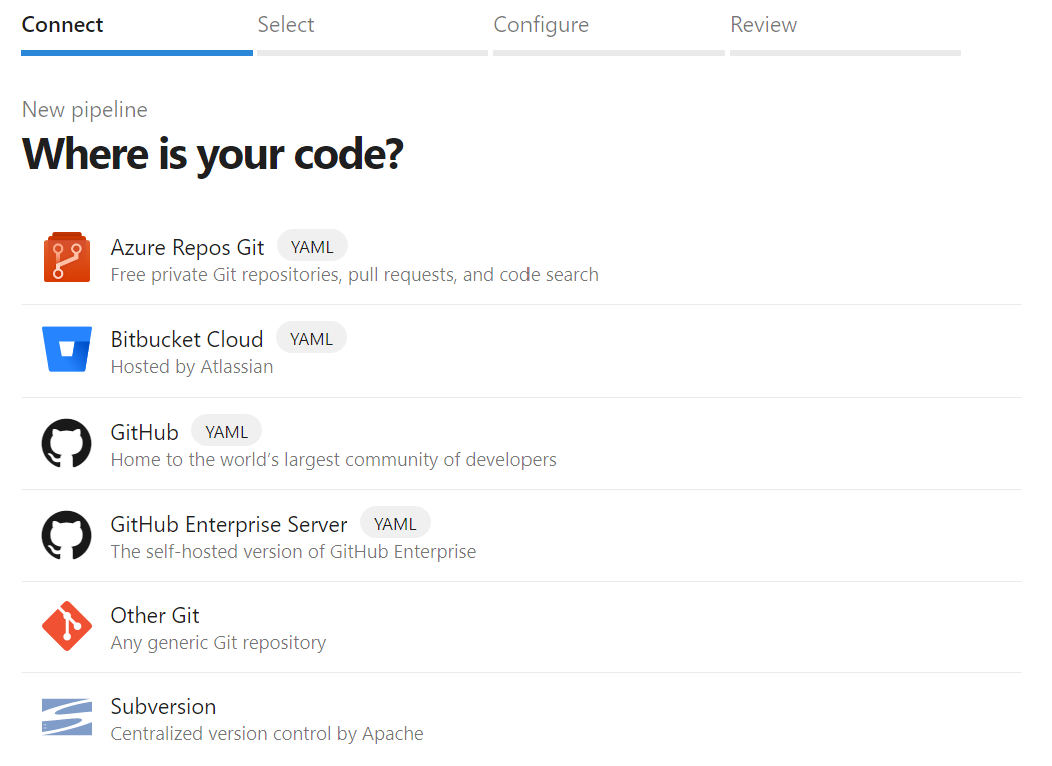 Connect Select Configure Review
New pipeline
Where is your code?
Azure Repos Git YAML
Free private Git repositories, pull requests, and code search
Bitbucket Cloud YAML
Hosted by Atlassian
GitHub YAML
Home to the world’s largest community of developers
GitHub Enterprise Server YAML
The self-hosted version of GitHub Enterprise
Other Git
Any generic Git repository
Subversion
Centralized version control by Apache